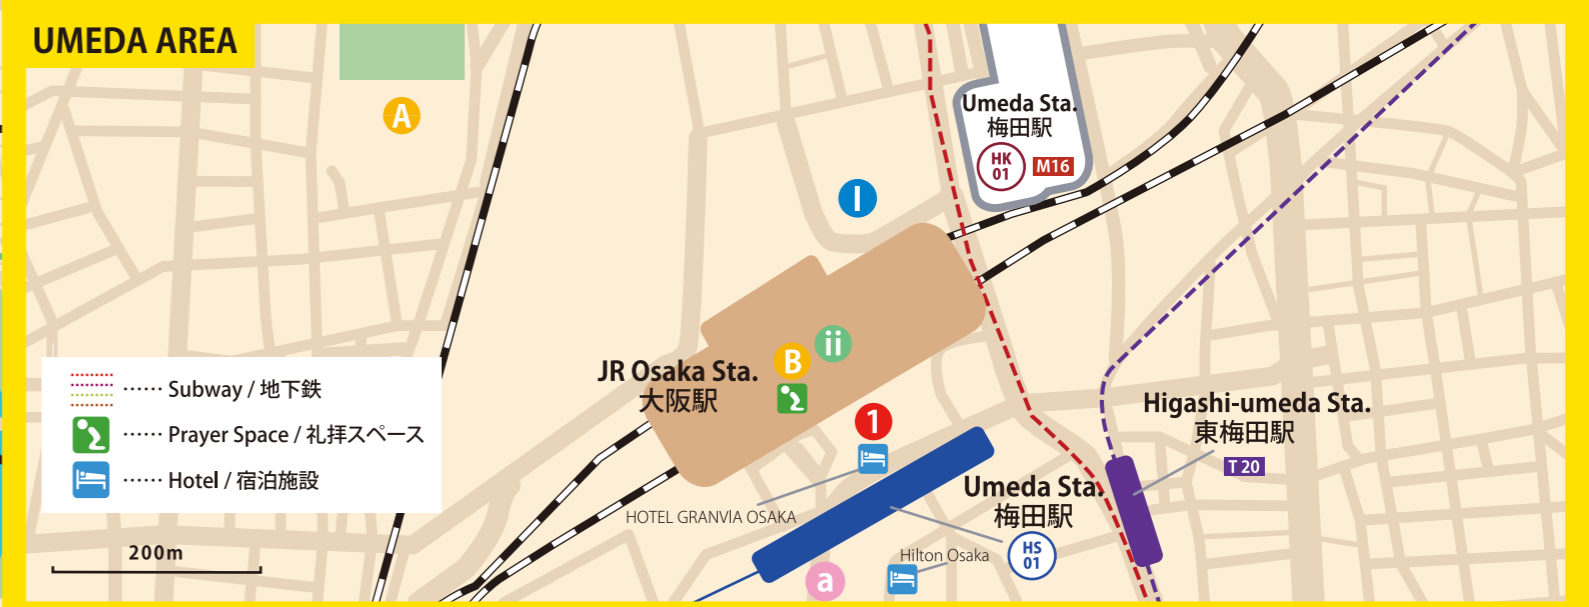 UMEDA AREA
A
Umeda Sta.
梅田駅
HK
01
M16
I
ii
B
JR Osaka Sta.
大阪駅
1
HOTEL GRANVIA OSAKA
Higashi-umeda Sta.
東梅田駅
T 20
Umeda Sta.
梅田駅
HS
01
Hilton Osaka
a
…… Subway / 地下鉄
…… Prayer Space / 礼拝スペース
…… Hotel / 宿泊施設
200m